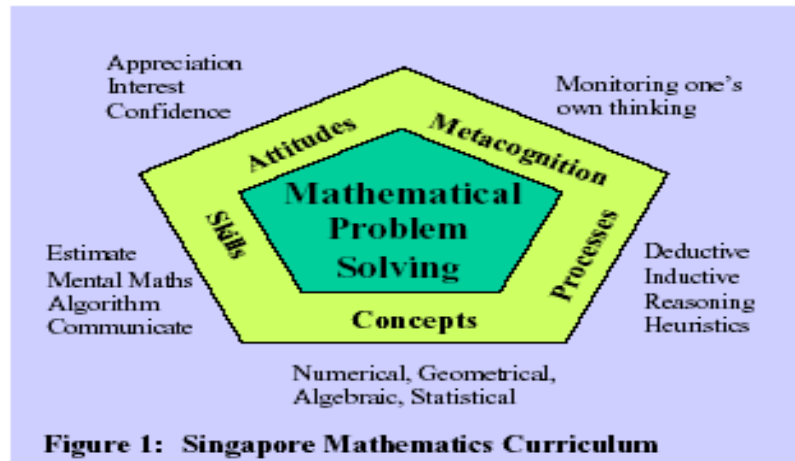 Appreciation
Interest
Confidence
Monitoring one's
own thinking
Attitudes
Metacognition
Mathematical
Problem
Solving
Skills
Processes
Estimate
Mental Maths
Algorithm
Communicate
Deductive
Inductive
Reasoning
Heuristics
Concepts
Numerical, Geometrical,
Algebraic, Statistical
Figure 1: Singapore Mathematics Curriculum